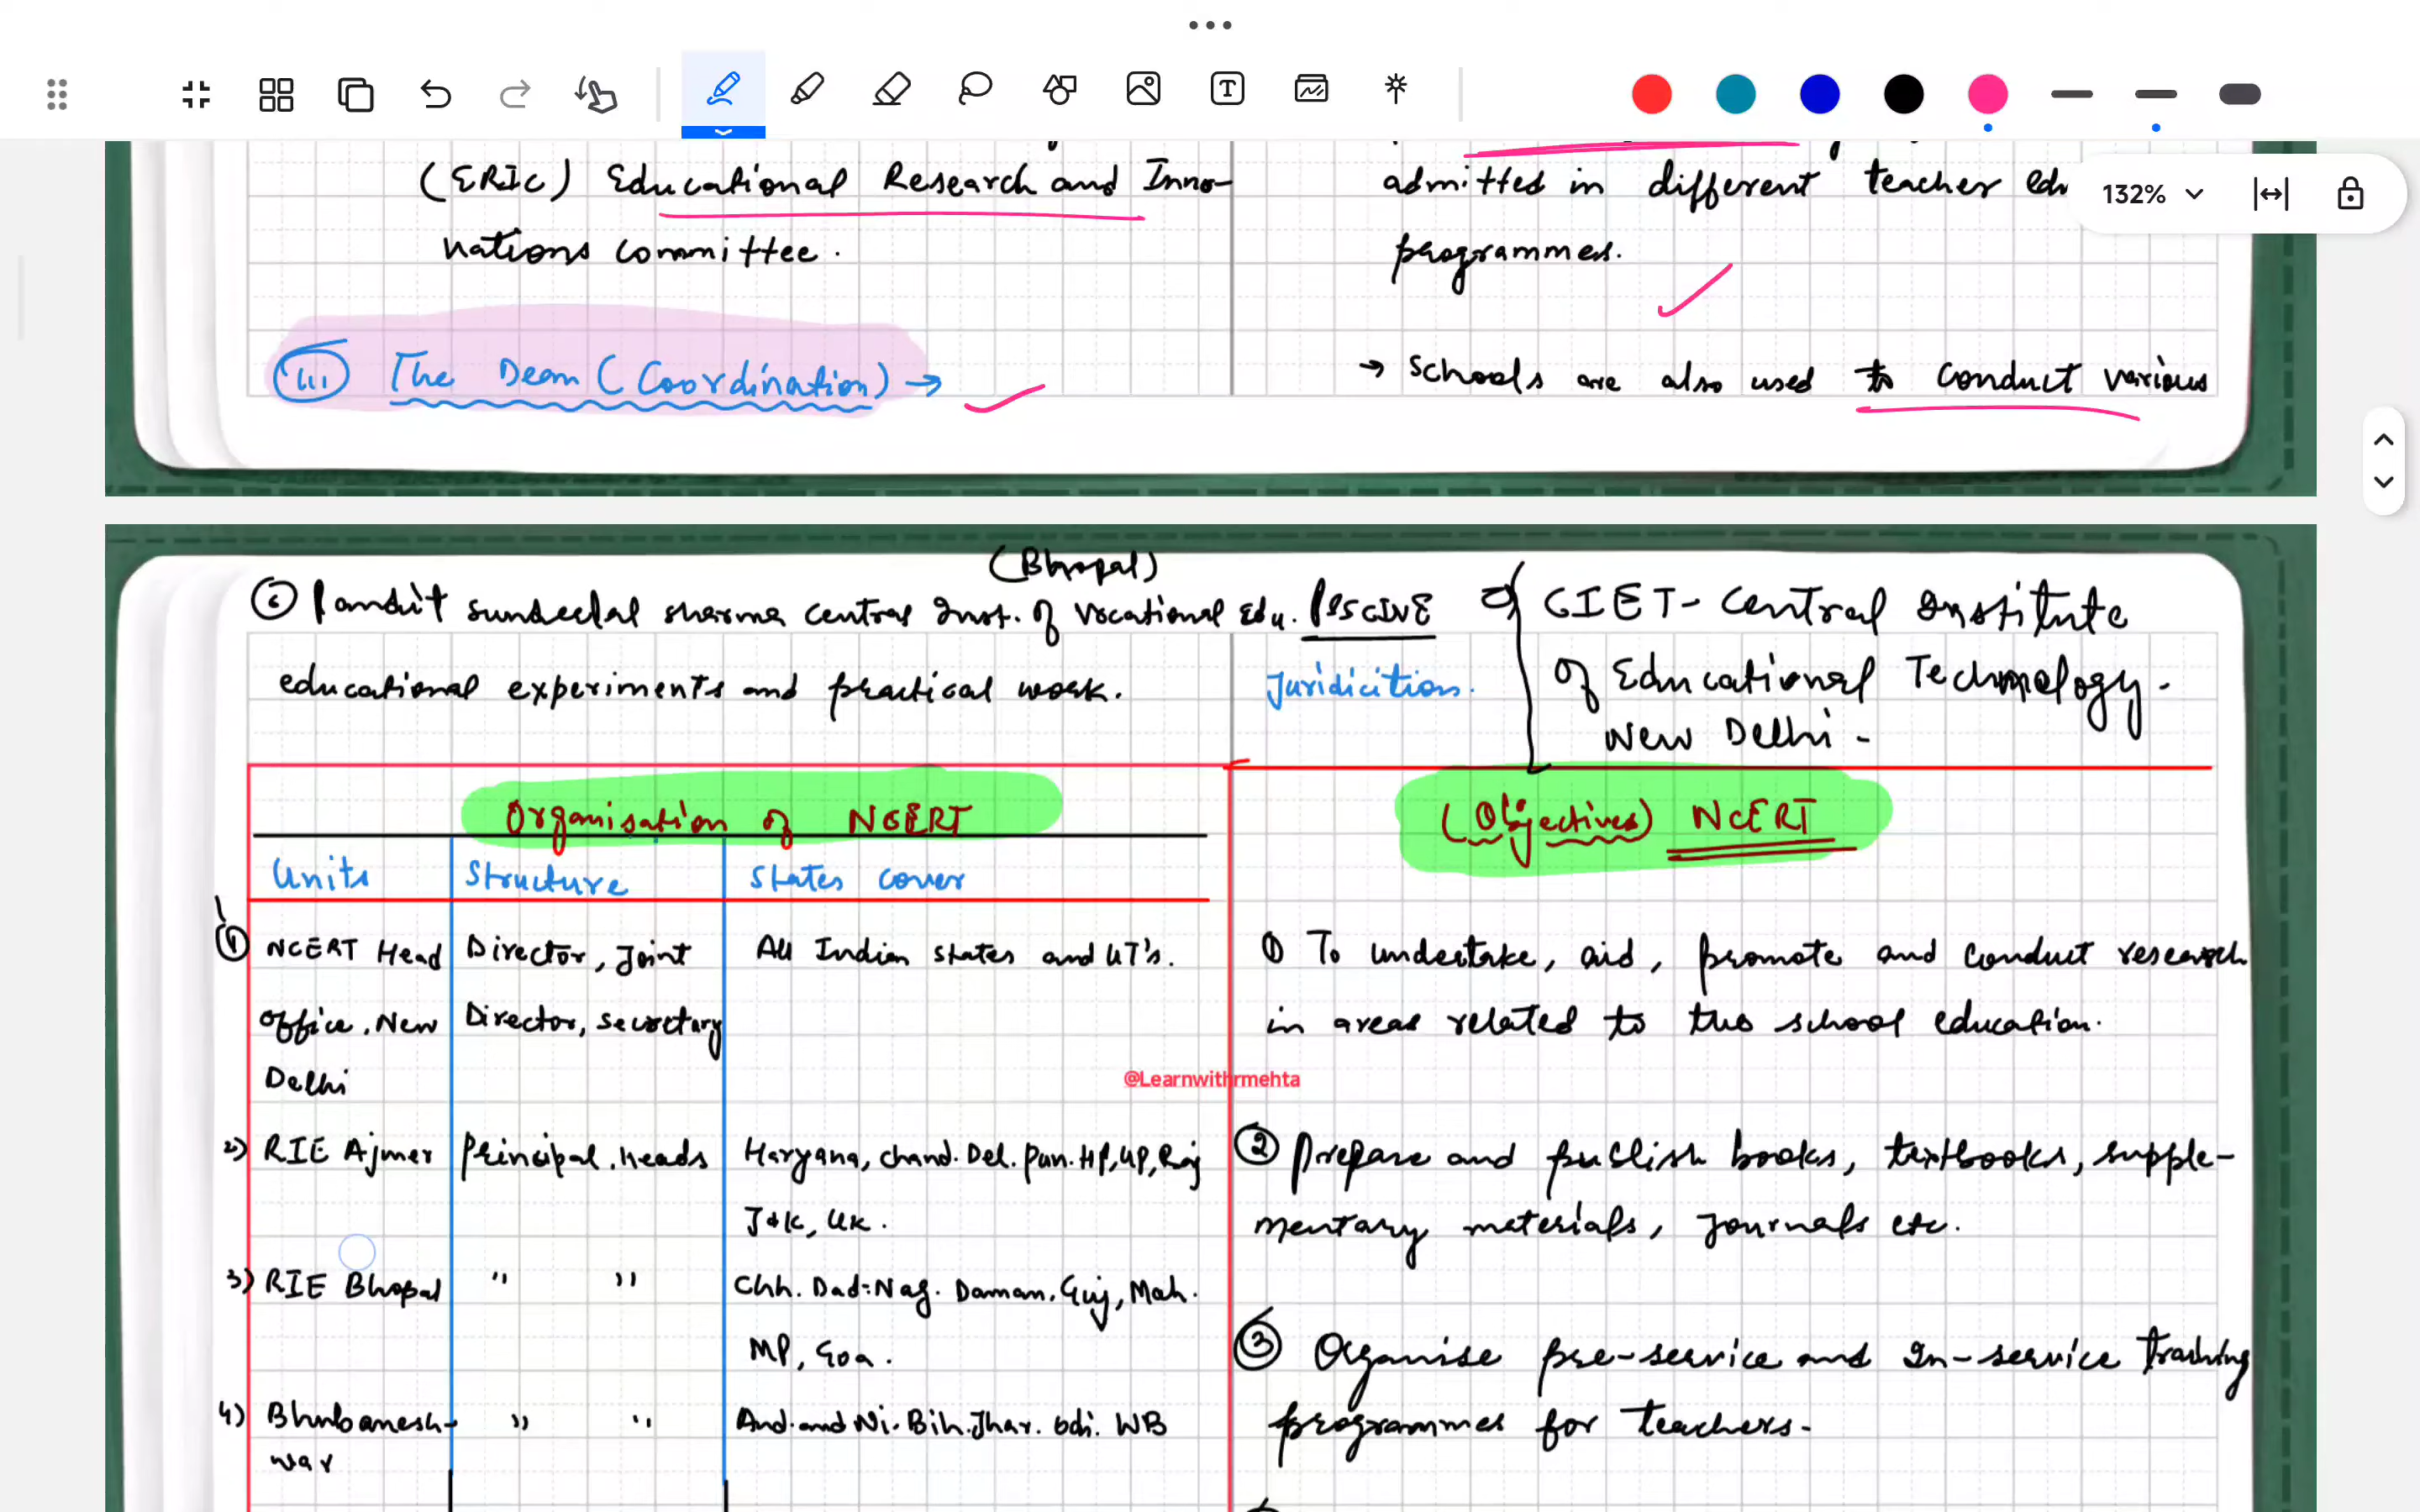 132%
(ERIC) Educational Research and Inno-
vations committee.
(iii) The Dean (Coordination) →
admitted in different teacher edu
programmes.
→ Schools are also used to conduct various
(Bhopal)
⑥ Pandit sunderlal sharma central Inst. of vocational Edu. PSSCIVE
educational experiments and practical work.
Juridicition.
CIET- Central Institute
of Educational Technology.
New Delhi -
Organisation of NCERT
Units Structure States cover
① NCERT Head Director, Joint All Indian states and UT's.
office, New Director, secretary
Delhi
2) RIE Ajmer Principal, Heads Haryana, chand. Del. Pun. HP, UP, Raj
J&K, UK.
3) RIE Bhopal " " Chh. Dad-Nag. Daman, Guj, Mah.
MP, Goa.
4) Bhubanesh- " " And. and Ni. Bih. Jhar. Odi. WB
war
@Learnwithrmehta
(Objectives) NCERT
① To undertake, aid, promote and conduct research
in areas related to the school education.
② Prepare and publish books, textbooks, supple-
mentary materials, journals etc.
③ Organise pre-service and In-service training
programmes for teachers-